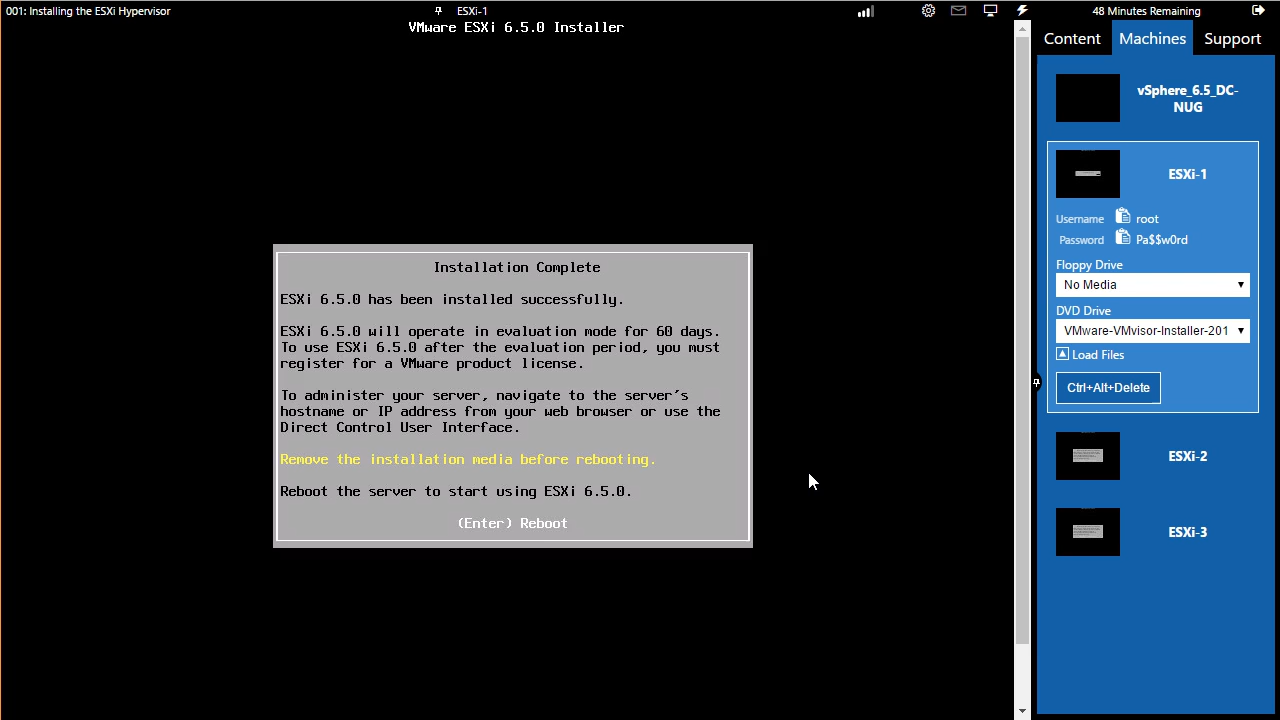 001: Installing the ESXi Hypervisor
ESXi-1
48 Minutes Remaining
VMware ESXi 6.5.0 Installer
Installation Complete
ESXi 6.5.0 has been installed successfully.
ESXi 6.5.0 will operate in evaluation mode for 60 days.
To use ESXi 6.5.0 after the evaluation period, you must
register for a VMware product license.
To administer your server, navigate to the server's
hostname or IP address from your web browser or use the
Direct Control User Interface.
Remove the installation media before rebooting.
Reboot the server to start using ESXi 6.5.0.
(Enter) Reboot
Content
Machines
Support
vSphere_6.5_DC-
NUG
ESXi-1
Username root
Password Pa$$w0rd
Floppy Drive
No Media
DVD Drive
VMware-VMvisor-Installer-201
Load Files
Ctrl+Alt+Delete
ESXi-2
ESXi-3